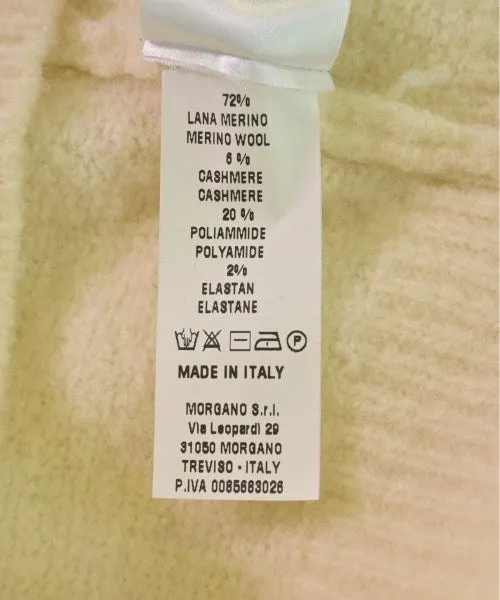 72%
LANA MERINO
MERINO WOOL
6 %
CASHMERE
CASHMERE
20 %
POLIAMMIDE
POLYAMIDE
2%
ELASTAN
ELASTANE
P
MADE IN ITALY
MORGANO S.r.l.
Via Leopardi 29
31050 MORGANO
TREVISO - ITALY
P.IVA 0085683026